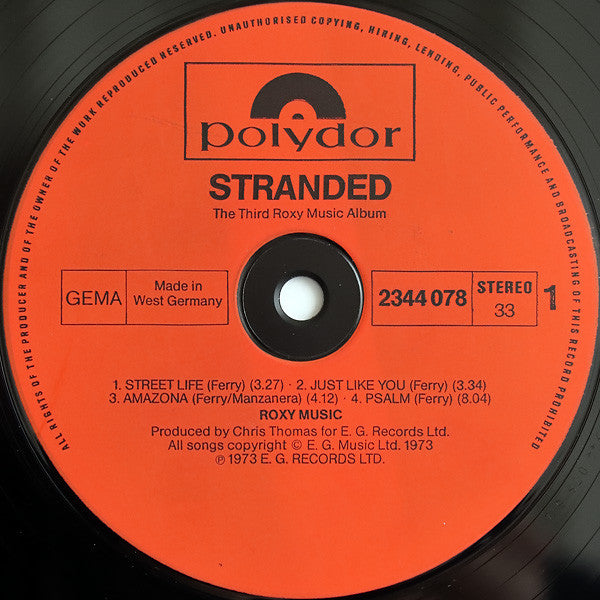 ALL RIGHTS OF THE PRODUCER AND OF THE OWNER OF THE WORK REPRODUCED RESERVED. UNAUTHORISED COPYING, HIRING, LENDING, PUBLIC PERFORMANCE AND BROADCASTING OF THIS RECORD PROHIBITED
polydor
STRANDED
The Third Roxy Music Album
GEMA
Made in
West Germany
2344 078
STEREO
33
1
1. STREET LIFE (Ferry) (3.27) · 2. JUST LIKE YOU (Ferry) (3.34)
3. AMAZONA (Ferry/Manzanera) (4.12) · 4. PSALM (Ferry) (8.04)
ROXY MUSIC
Produced by Chris Thomas for E. G. Records Ltd.
All songs copyright © E. G. Music Ltd. 1973
℗ 1973 E. G. RECORDS LTD.